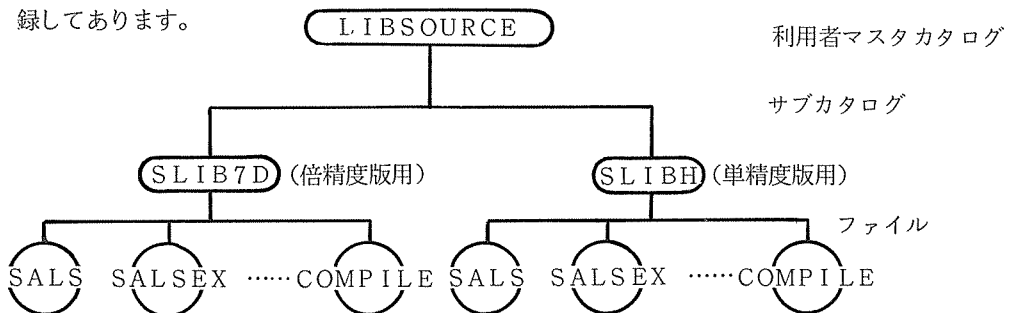 録してあります。
LIBSOURCE
利用者マスタカタログ
サブカタログ
SLIB7D (倍精度版用)
SLIBH (単精度版用)
ファイル
SALS SALSEX ……COMPILE SALS SALSEX ……COMPILE